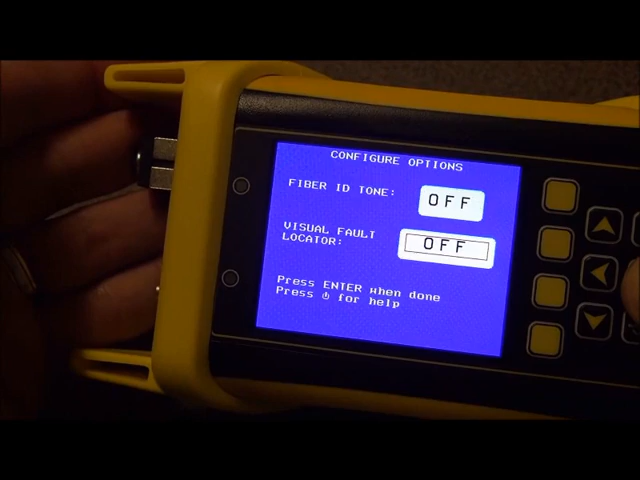 CONFIGURE OPTIONS
FIBER ID TONE: OFF
VISUAL FAULT
LOCATOR: OFF
Press ENTER when done
Press ⏻ for help